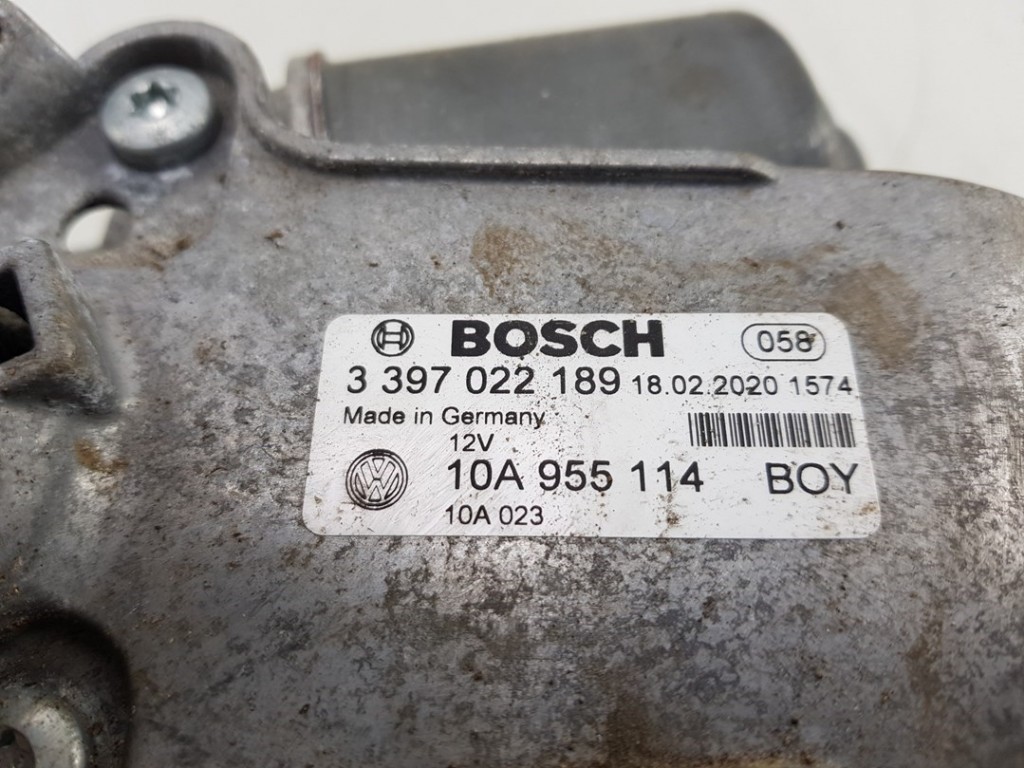 BOSCH 058
3 397 022 189 18.02.2020 1574
Made in Germany
12V
10A 955 114 BOY
10A 023